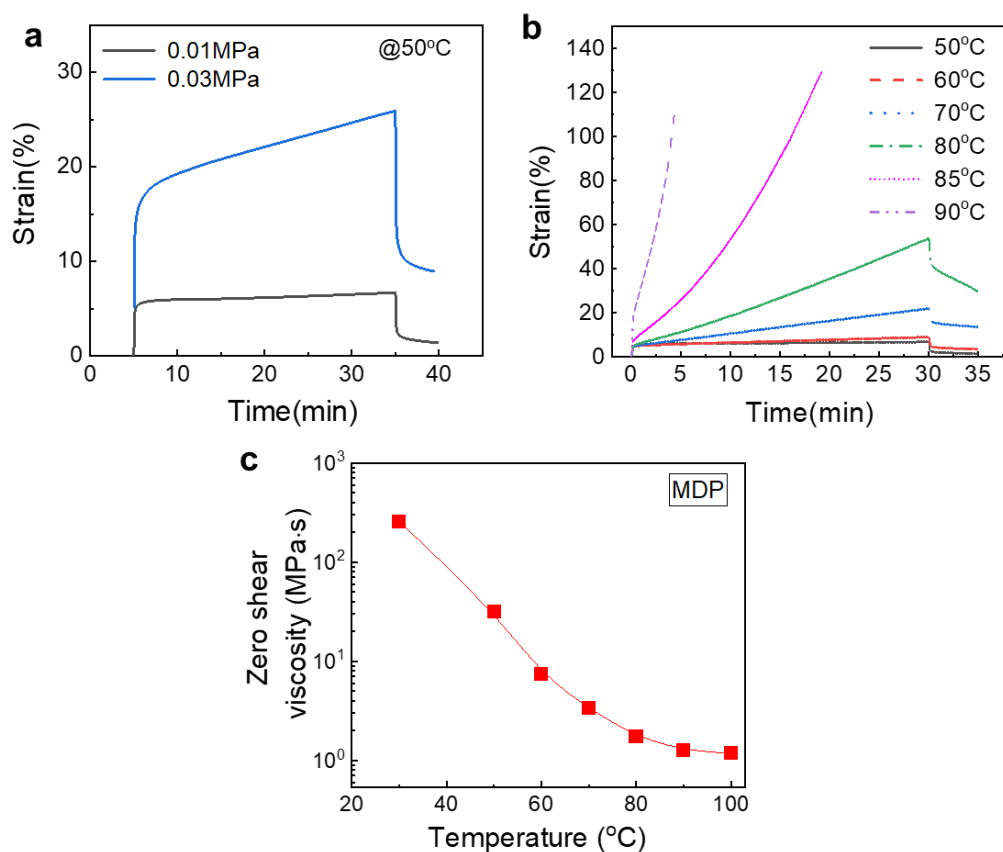 a
0.01MPa
0.03MPa
@50°C
30
20
10
0
Strain(%)
0
10
20
30
40
Time(min)
b
140
120
100
80
60
40
20
0
Strain(%)
50°C
60°C
70°C
80°C
85°C
90°C
0
5
10
15
20
25
30
35
Time(min)
c
MDP
10³
10²
10¹
10⁰
Zero shear
viscosity (MPa·s)
20
40
60
80
100
Temperature (°C)